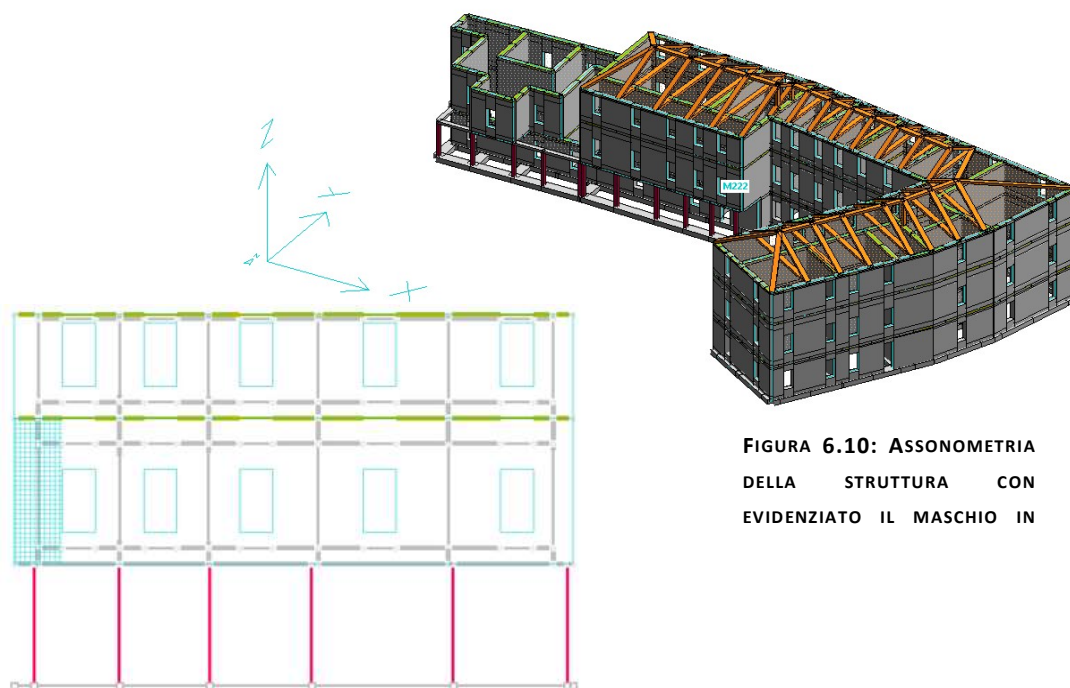 M222
Z
Y
X
FIGURA 6.10: ASSONOMETRIA
DELLA STRUTTURA CON
EVIDENZIATO IL MASCHIO IN